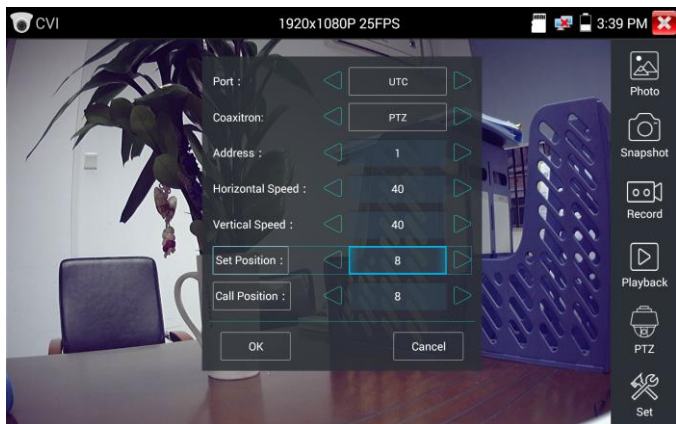 CVI 1920x1080P 25FPS 3:39 PM
Port : UTC
Coaxitron: PTZ
Address : 1
Horizontal Speed : 40
Vertical Speed : 40
Set Position : 8
Call Position : 8
OK Cancel
Photo
Snapshot
Record
Playback
PTZ
Set